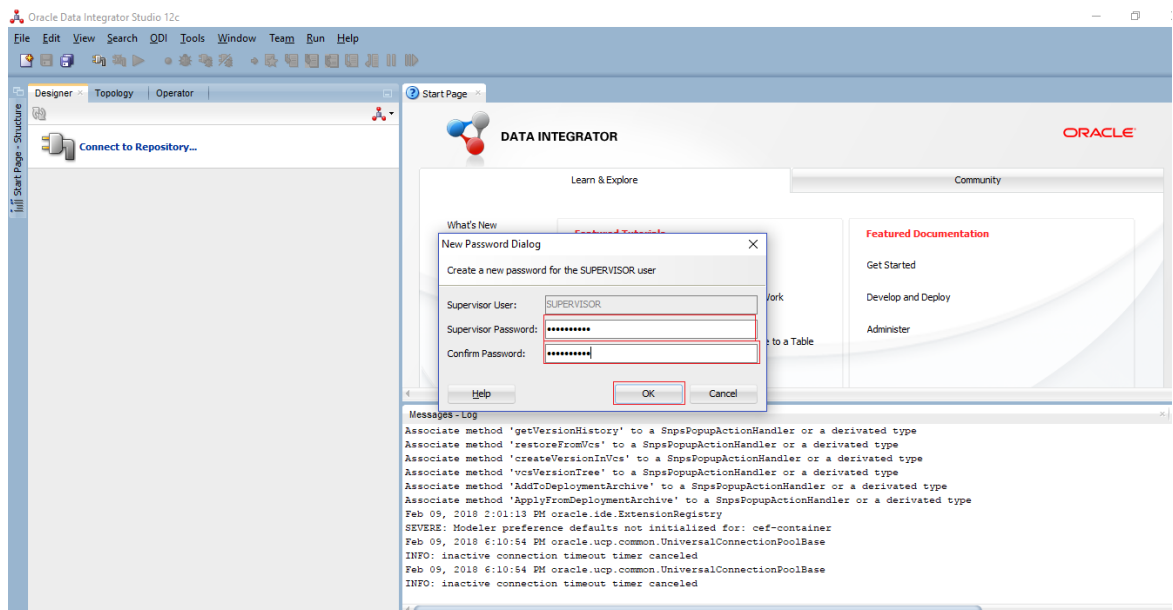 Oracle Data Integrator Studio 12c
File Edit View Search ODI Tools Window Team Run Help
Designer Topology Operator
Start Page
Start Page - Structure
Connect to Repository...
DATA INTEGRATOR
ORACLE
Learn & Explore
Community
What's New
Featured Tutorials
Featured Documentation
Get Started
Develop and Deploy
Administer
e to a Table
New Password Dialog
Create a new password for the SUPERVISOR user
Supervisor User: SUPERVISOR
Supervisor Password: ••••••••••
Confirm Password: ••••••••••
Help OK Cancel
Messages - Log
Associate method 'getVersionHistory' to a SnpsPopupActionHandler or a derivated type
Associate method 'restoreFromVcs' to a SnpsPopupActionHandler or a derivated type
Associate method 'createVersionInVcs' to a SnpsPopupActionHandler or a derivated type
Associate method 'vcsVersionTree' to a SnpsPopupActionHandler or a derivated type
Associate method 'AddToDeploymentArchive' to a SnpsPopupActionHandler or a derivated type
Associate method 'ApplyFromDeploymentArchive' to a SnpsPopupActionHandler or a derivated type
Feb 09, 2018 2:01:13 PM oracle.ide.ExtensionRegistry
SEVERE: Modeler preference defaults not initialized for: cef-container
Feb 09, 2018 6:10:54 PM oracle.ucp.common.UniversalConnectionPoolBase
INFO: inactive connection timeout timer canceled
Feb 09, 2018 6:10:54 PM oracle.ucp.common.UniversalConnectionPoolBase
INFO: inactive connection timeout timer canceled